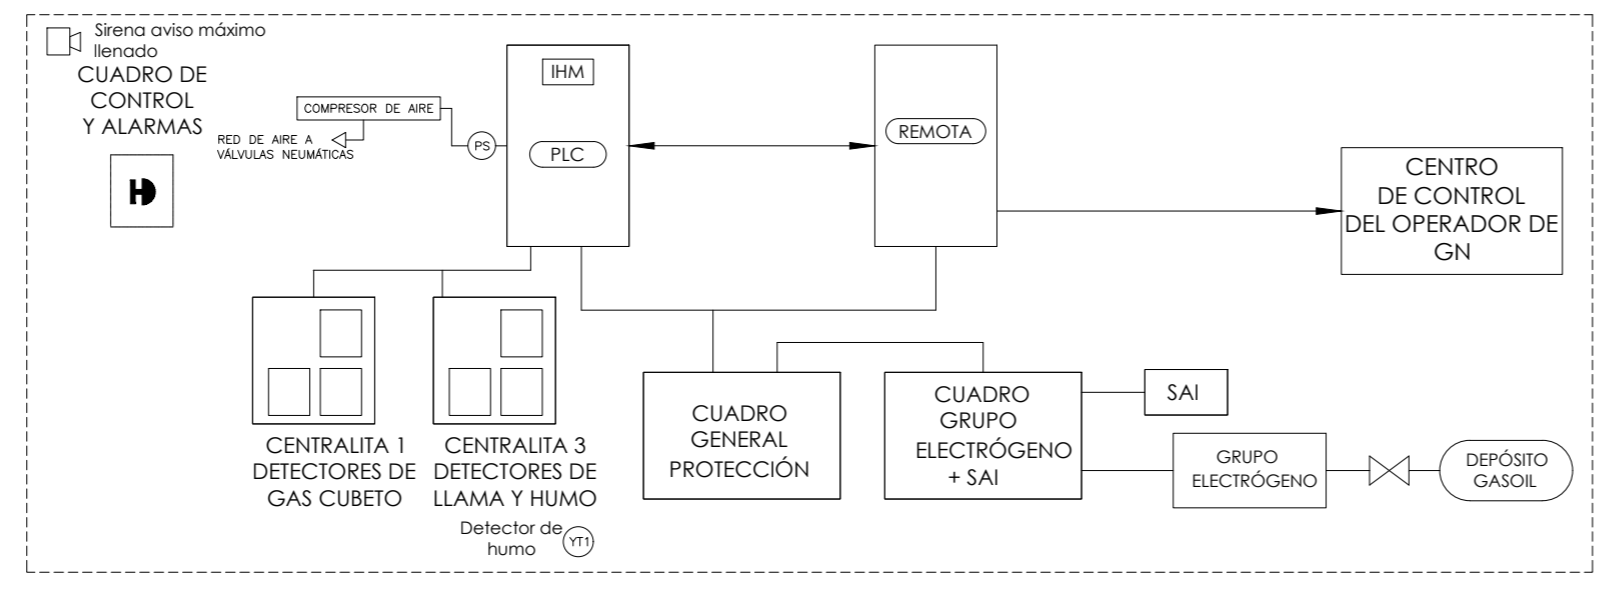 Sirena aviso máximo
llenado
CUADRO DE
CONTROL
Y ALARMAS
COMPRESOR DE AIRE
RED DE AIRE A
VÁLVULAS NEUMÁTICAS
PS
IHM
PLC
REMOTA
CENTRO
DE CONTROL
DEL OPERADOR DE
GN
CENTRALITA 1
DETECTORES DE
GAS CUBETO
CENTRALITA 3
DETECTORES DE
LLAMA Y HUMO
Detector de
humo
YT1
CUADRO
GENERAL
PROTECCIÓN
CUADRO
GRUPO
ELECTRÓGENO
+ SAI
SAI
GRUPO
ELECTRÓGENO
DEPÓSITO
GASOIL